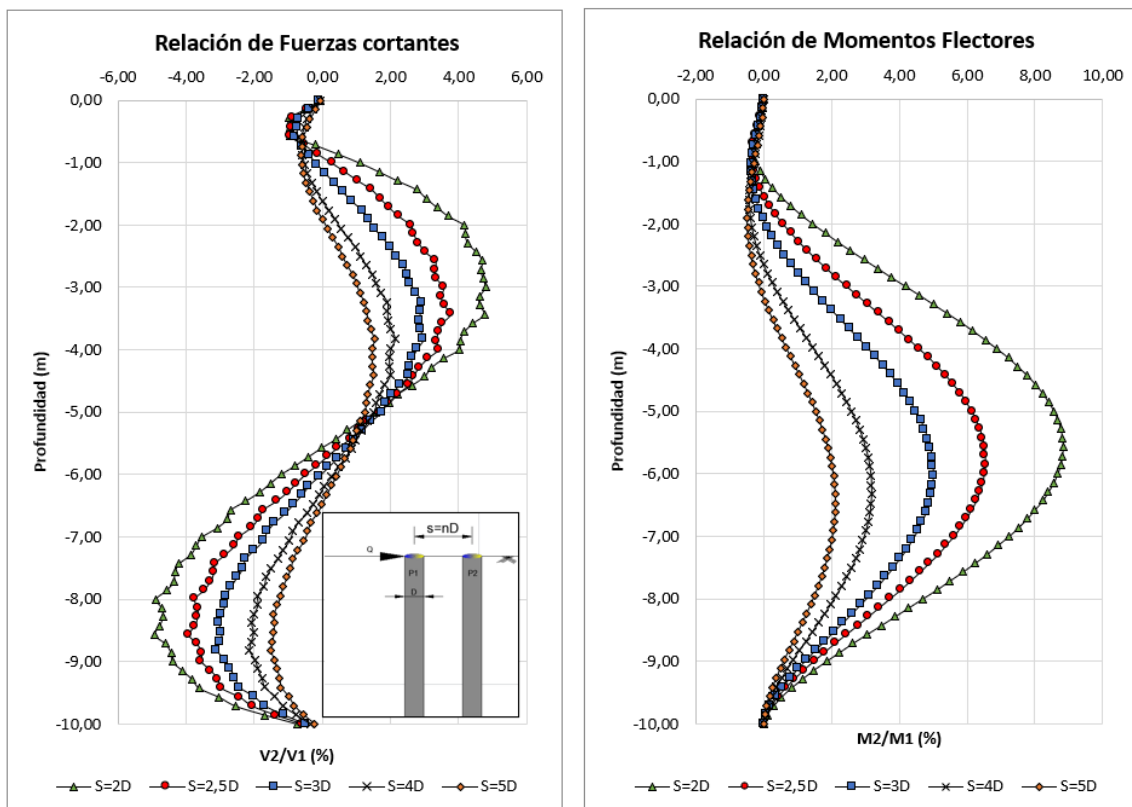 Relación de Fuerzas cortantes
-6,00 -4,00 -2,00 0,00 2,00 4,00 6,00
0,00
-1,00
-2,00
-3,00
-4,00
-5,00
-6,00
-7,00
-8,00
-9,00
-10,00
Profundidad (m)
s=nD
Q
P1
P2
D
V2/V1 (%)
S=2D S=2,5D S=3D S=4D S=5D
Relación de Momentos Flectores
-2,00 0,00 2,00 4,00 6,00 8,00 10,00
0,00
-1,00
-2,00
-3,00
-4,00
-5,00
-6,00
-7,00
-8,00
-9,00
-10,00
Profundidad (m)
M2/M1 (%)
S=2D S=2,5D S=3D S=4D S=5D